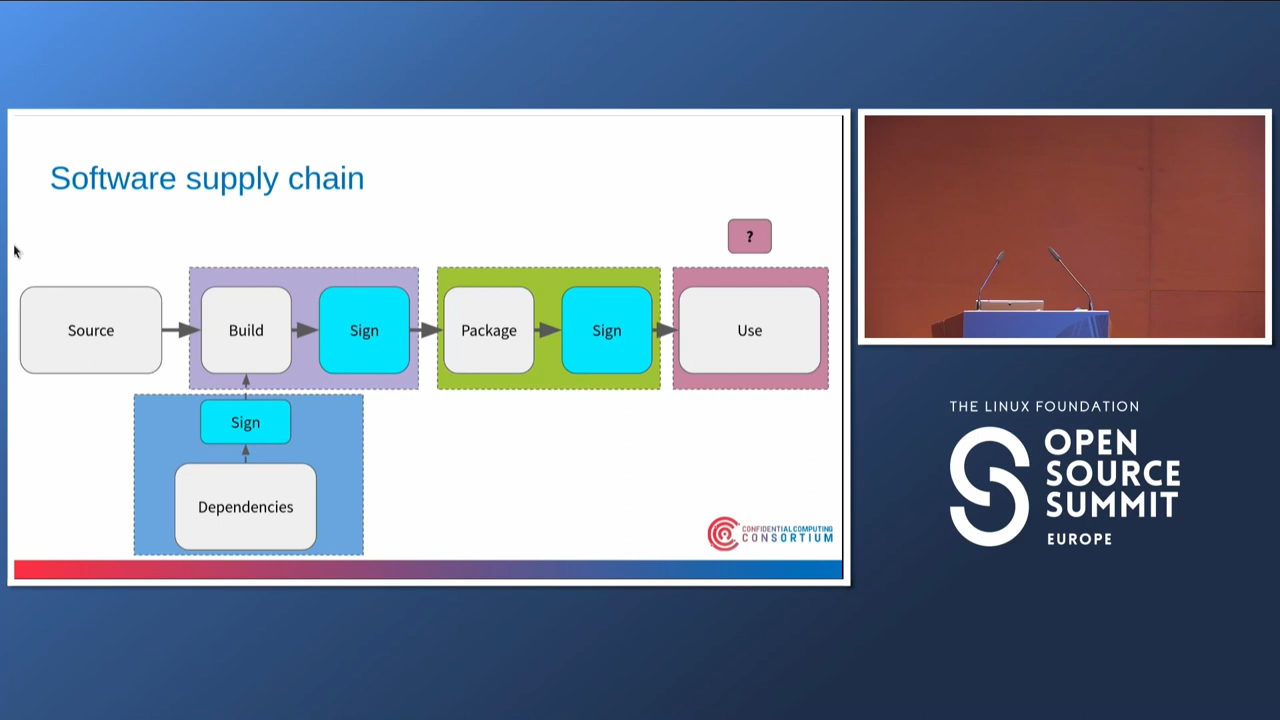 Software supply chain
?
Source
Build
Sign
Package
Sign
Use
Sign
Dependencies
CONFIDENTIAL COMPUTING
CONSORTIUM
THE LINUX FOUNDATION
OPEN
SOURCE
SUMMIT
EUROPE